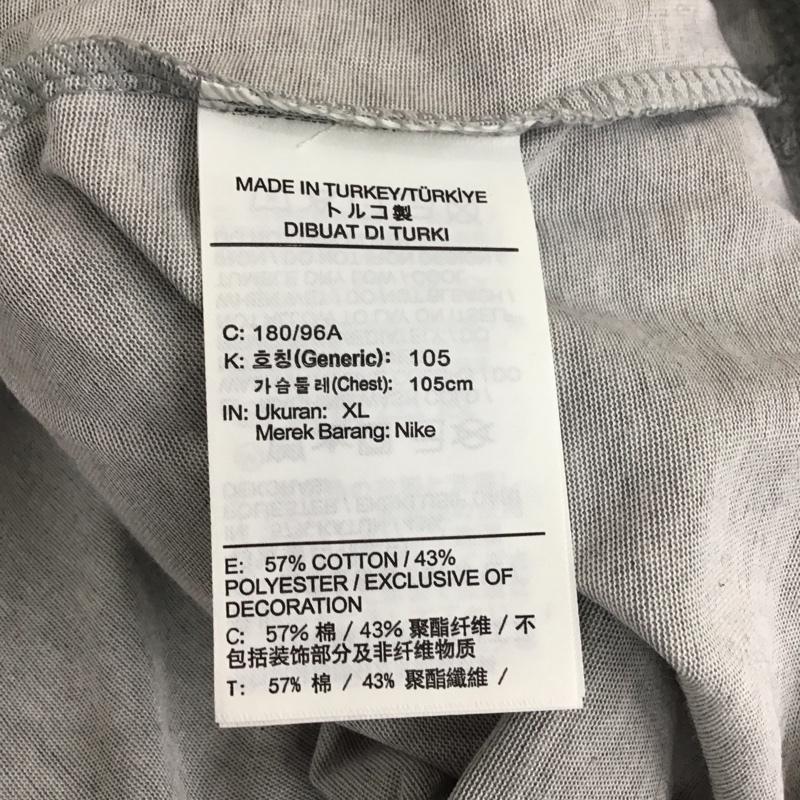 MADE IN TURKEY/TÜRKİYE
トルコ製
DIBUAT DI TURKI
C: 180/96A
K: 호칭(Generic): 105
가슴둘레(Chest): 105cm
IN: Ukuran: XL
Merek Barang: Nike
E: 57% COTTON / 43%
POLYESTER / EXCLUSIVE OF
DECORATION
C: 57% 棉 / 43% 聚酯纤维 / 不
包括装饰部分及非纤维物质
T: 57% 棉 / 43% 聚酯纖維 /